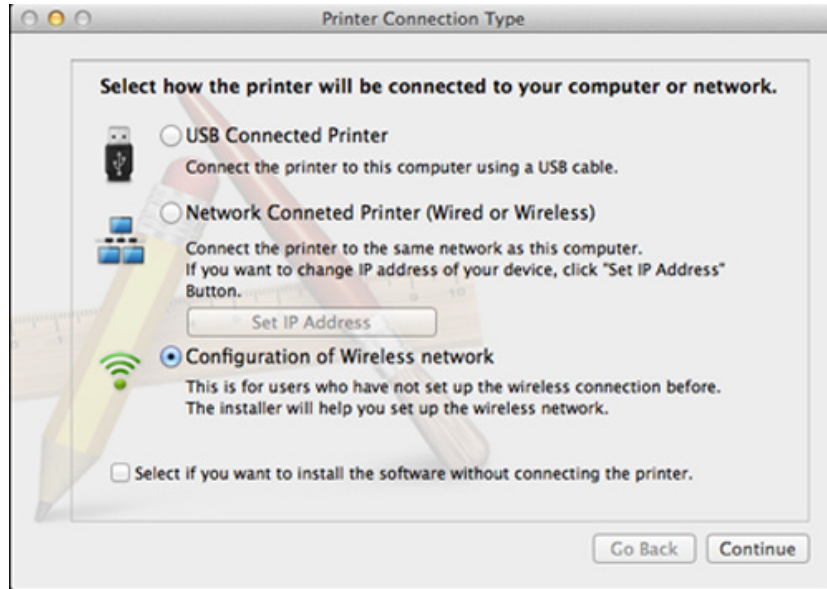 Printer Connection Type
Select how the printer will be connected to your computer or network.
USB Connected Printer
Connect the printer to this computer using a USB cable.
Network Conneted Printer (Wired or Wireless)
Connect the printer to the same network as this computer.
If you want to change IP address of your device, click "Set IP Address"
Button.
Set IP Address
Configuration of Wireless network
This is for users who have not set up the wireless connection before.
The installer will help you set up the wireless network.
Select if you want to install the software without connecting the printer.
Go Back Continue